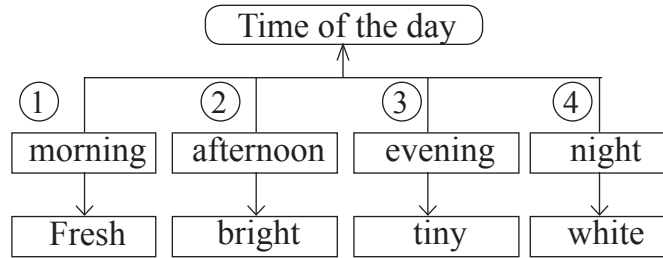 Time of the day
1 2 3 4
morning afternoon evening night
Fresh bright tiny white